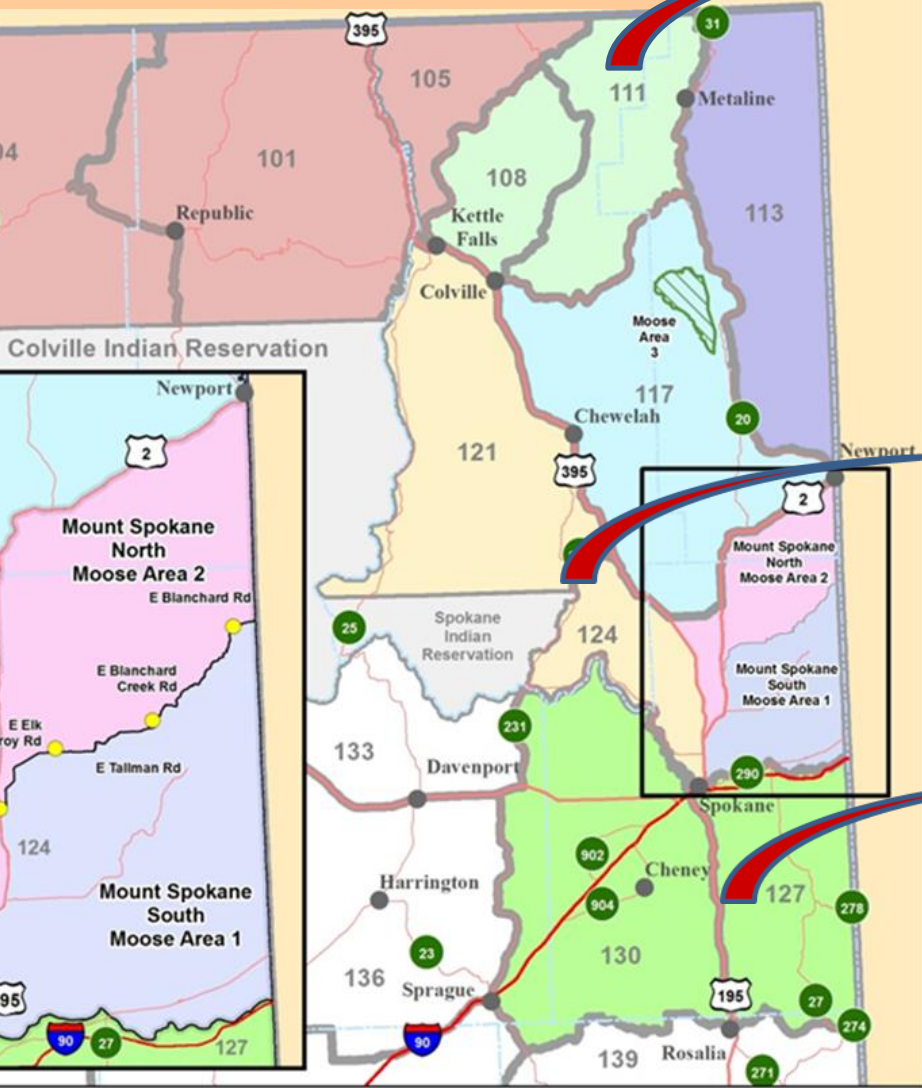 395
31
105
111
Metaline
04
101
108
113
Republic
Kettle
Falls
Colville
Moose
Area
3
Colville Indian Reservation
117
Newport
Chewelah
20
2
121
395
Newport
2
Mount Spokane
North
Moose Area 2
Mount Spokane
North
Moose Area 2
E Blanchard Rd
25
Spokane
Indian
Reservation
124
E Blanchard
Creek Rd
Mount Spokane
South
Moose Area 1
E Elk
roy Rd
231
E Tallman Rd
133
Davenport
290
Spokane
124
902
Cheney
Harrington
127
904
278
Mount Spokane
South
Moose Area 1
23
130
136
Sprague
95
195
27
274
90
27
127
90
139
Rosalia
271